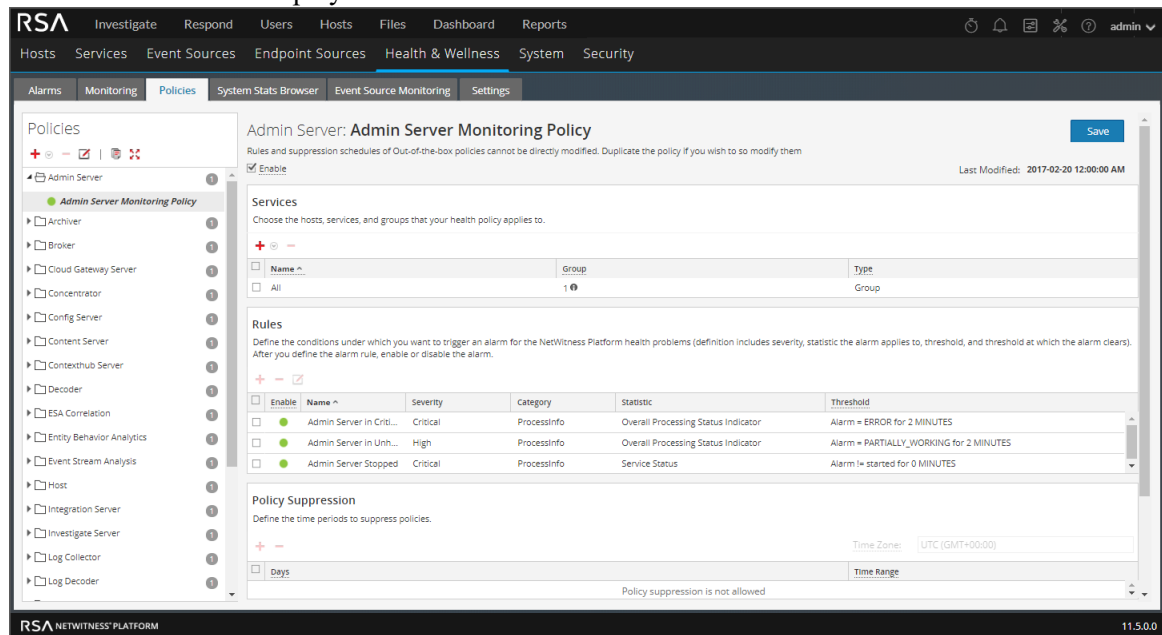 RSA Investigate Respond Users Hosts Files Dashboard Reports admin
Hosts Services Event Sources Endpoint Sources Health & Wellness System Security
Alarms Monitoring Policies System Stats Browser Event Source Monitoring Settings
Policies
Admin Server 1
Admin Server Monitoring Policy
Archiver 1
Broker 1
Cloud Gateway Server 1
Concentrator 1
Config Server 1
Content Server 1
Contexthub Server 1
Decoder 1
ESA Correlation 1
Entity Behavior Analytics 1
Event Stream Analysis 1
Host 1
Integration Server 1
Investigate Server 1
Log Collector 1
Log Decoder 1
Admin Server: Admin Server Monitoring Policy
Save
Rules and suppression schedules of Out-of-the-box policies cannot be directly modified. Duplicate the policy if you wish to so modify them
Enable
Last Modified: 2017-02-20 12:00:00 AM
Services
Choose the hosts, services, and groups that your health policy applies to.
Name Group Type
All 1 Group
Rules
Define the conditions under which you want to trigger an alarm for the NetWitness Platform health problems (definition includes severity, statistic the alarm applies to, threshold, and threshold at which the alarm clears).
After you define the alarm rule, enable or disable the alarm.
Enable Name Severity Category Statistic Threshold
Admin Server in Criti... Critical ProcessInfo Overall Processing Status Indicator Alarm = ERROR for 2 MINUTES
Admin Server in Unh... High ProcessInfo Overall Processing Status Indicator Alarm = PARTIALLY_WORKING for 2 MINUTES
Admin Server Stopped Critical ProcessInfo Service Status Alarm != started for 0 MINUTES
Policy Suppression
Define the time periods to suppress policies.
Time Zone: UTC (GMT+00:00)
Days Time Range
Policy suppression is not allowed
RSA NETWITNESS® PLATFORM 11.5.0.0